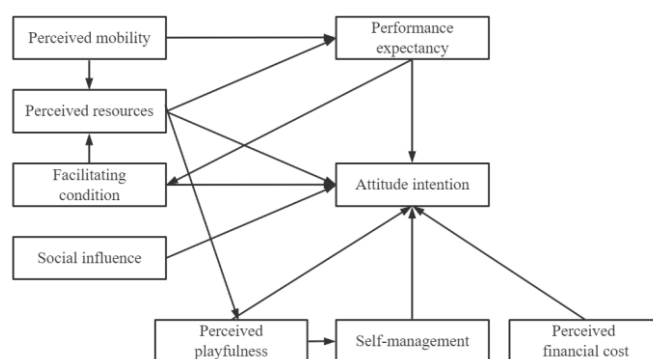 Perceived mobility
Performance
expectancy
Perceived resources
Facilitating
condition
Attitude intention
Social influence
Perceived
playfulness
Self-management
Perceived
financial cost